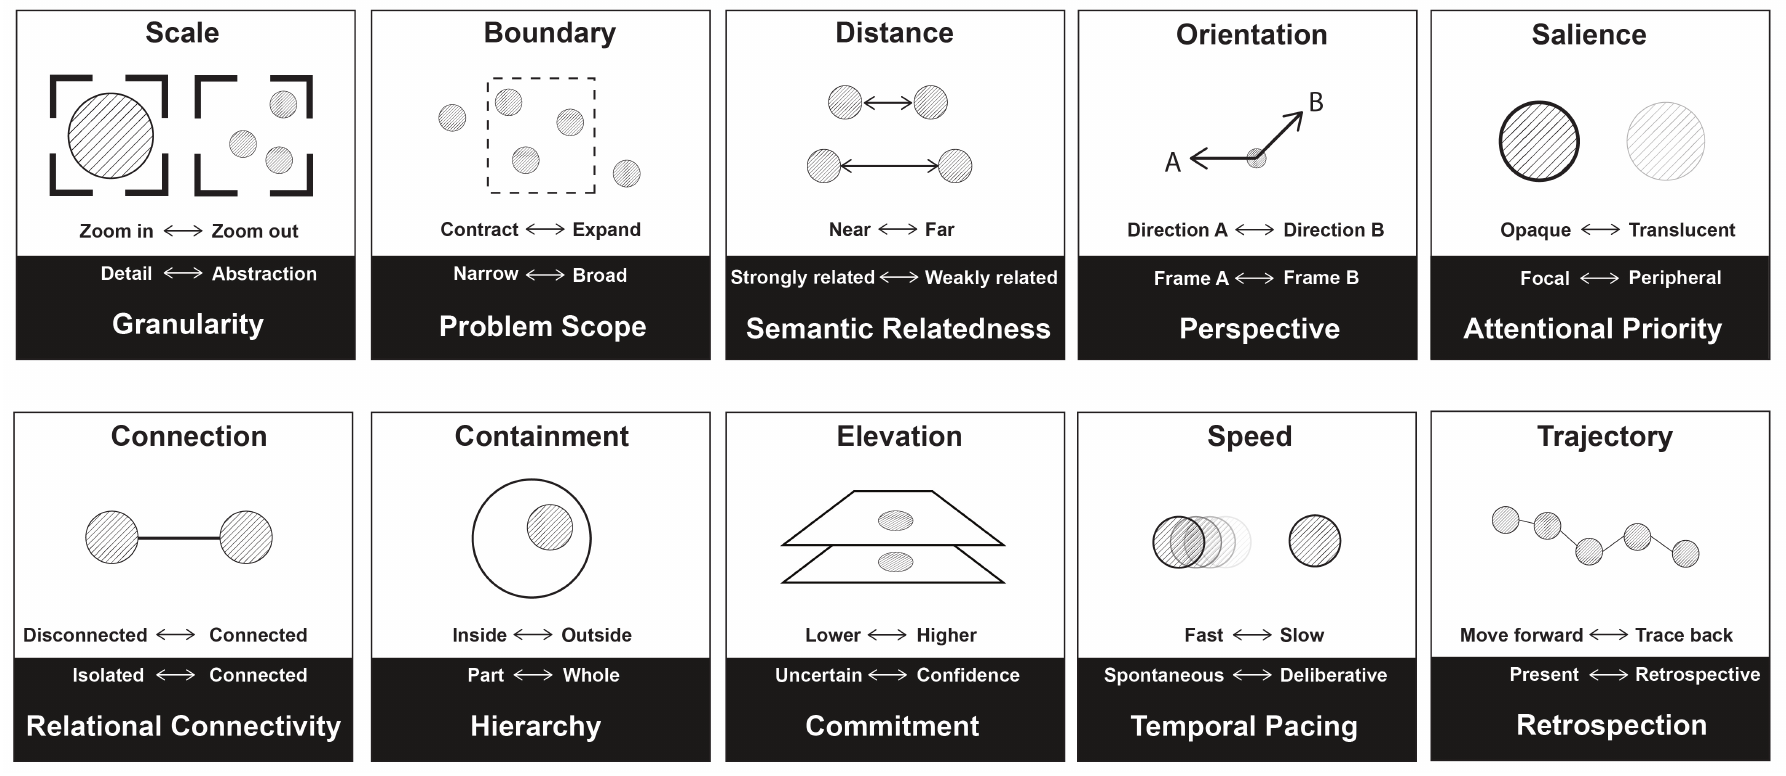 Scale
Zoom in ⟷ Zoom out
Detail ⟷ Abstraction
Granularity
Boundary
Contract ⟷ Expand
Narrow ⟷ Broad
Problem Scope
Distance
Near ⟷ Far
Strongly related ⟷ Weakly related
Semantic Relatedness
Orientation
B
A
Direction A ⟷ Direction B
Frame A ⟷ Frame B
Perspective
Salience
Opaque ⟷ Translucent
Focal ⟷ Peripheral
Attentional Priority
Connection
Disconnected ⟷ Connected
Isolated ⟷ Connected
Relational Connectivity
Containment
Inside ⟷ Outside
Part ⟷ Whole
Hierarchy
Elevation
Lower ⟷ Higher
Uncertain ⟷ Confidence
Commitment
Speed
Fast ⟷ Slow
Spontaneous ⟷ Deliberative
Temporal Pacing
Trajectory
Move forward ⟷ Trace back
Present ⟷ Retrospective
Retrospection